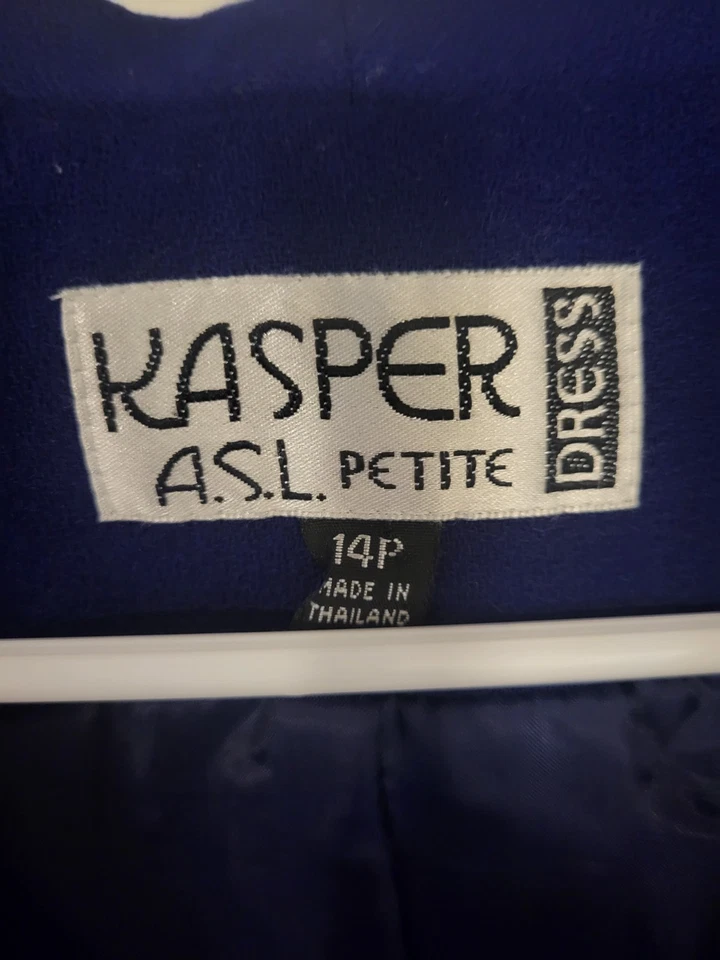 KASPER
A.S.L. PETITE
DRESS
14P
MADE IN
THAILAND